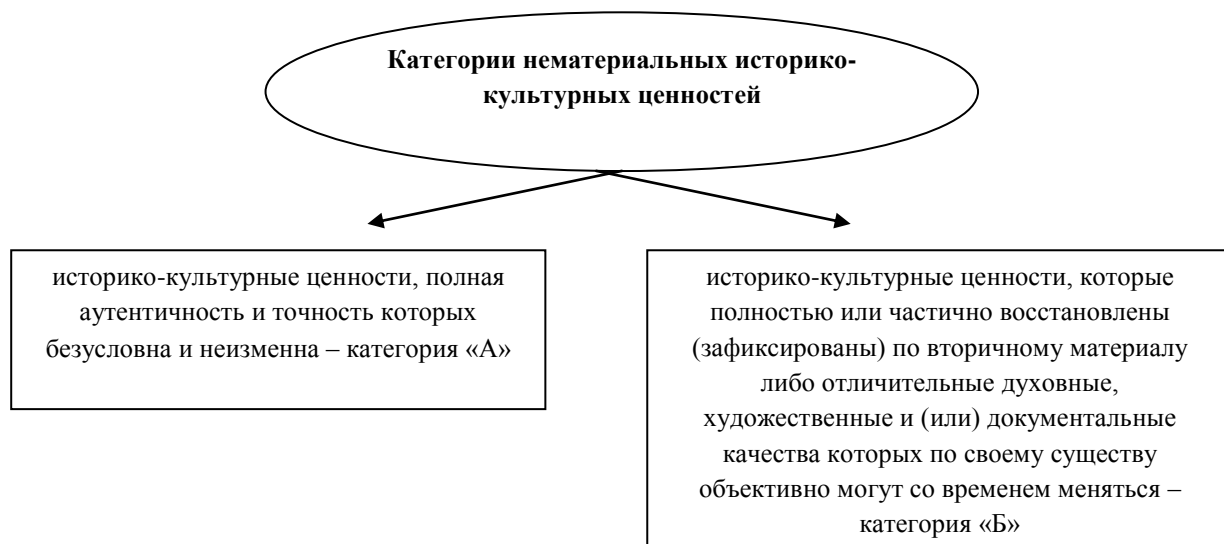 Категории нематериальных историко-
культурных ценностей
историко-культурные ценности, полная
аутентичность и точность которых
безусловна и неизменна – категория «А»
историко-культурные ценности, которые
полностью или частично восстановлены
(зафиксированы) по вторичному материалу
либо отличительные духовные,
художественные и (или) документальные
качества которых по своему существу
объективно могут со временем меняться –
категория «Б»